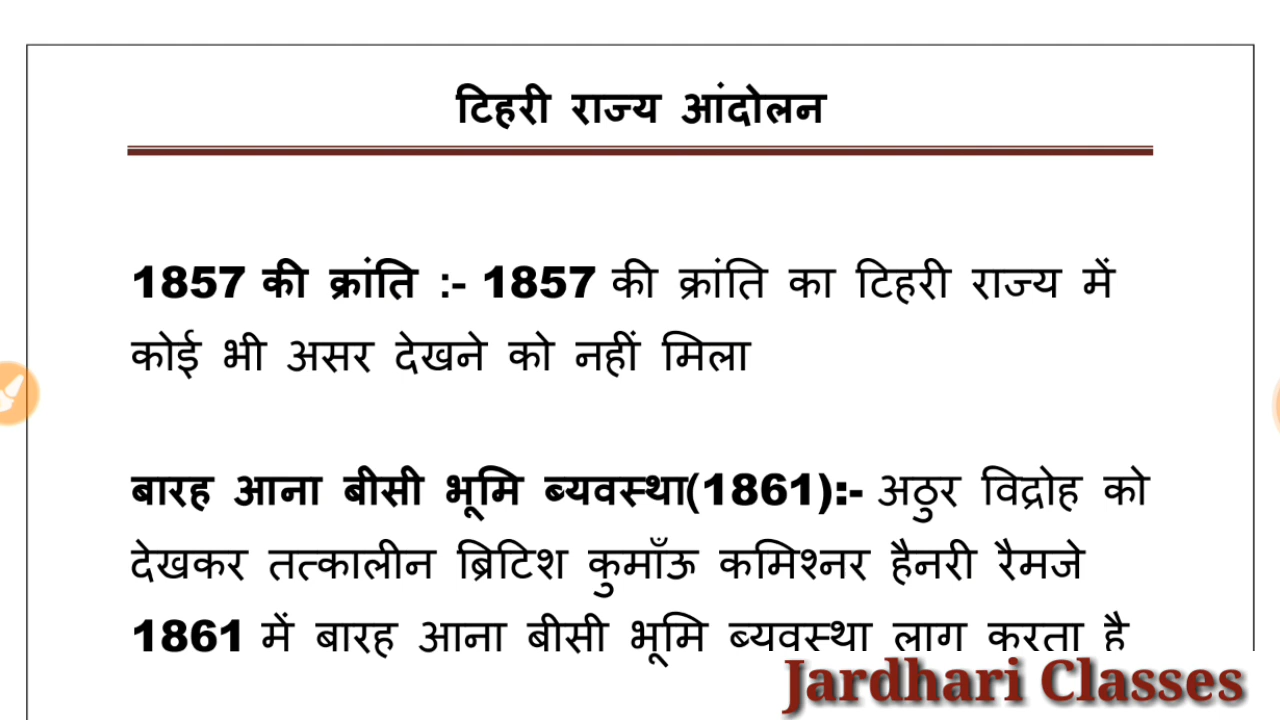 टिहरी राज्य आंदोलन
1857 की क्रांति :- 1857 की क्रांति का टिहरी राज्य में
कोई भी असर देखने को नहीं मिला
बारह आना बीसी भूमि ब्यवस्था(1861):- अठुर विद्रोह को
देखकर तत्कालीन ब्रिटिश कुमाँऊ कमिश्नर हैनरी रैमजे
1861 में बारह आना बीसी भूमि ब्यवस्था लाग करता है
Jardhari Classes